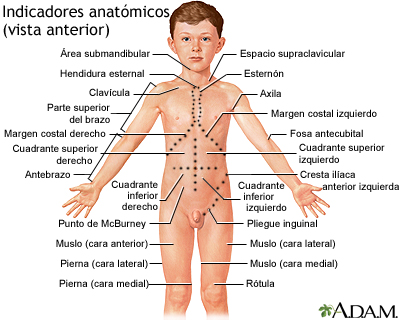 Indicadores anatómicos
(vista anterior)
Área submandibular
Espacio supraclavicular
Hendidura esternal
Esternón
Clavícula
Axila
Parte superior
del brazo
Margen costal izquierdo
Margen costal derecho
Fosa antecubital
Cuadrante superior
derecho
Cuadrante superior
izquierdo
Antebrazo
Cresta ilíaca
anterior izquierda
Cuadrante
inferior
derecho
Cuadrante
inferior
izquierdo
Punto de McBurney
Pliegue inguinal
Muslo (cara anterior)
Muslo (cara lateral)
Pierna (cara lateral)
Muslo (cara medial)
Pierna (cara medial)
Rótula
A.D.A.M.